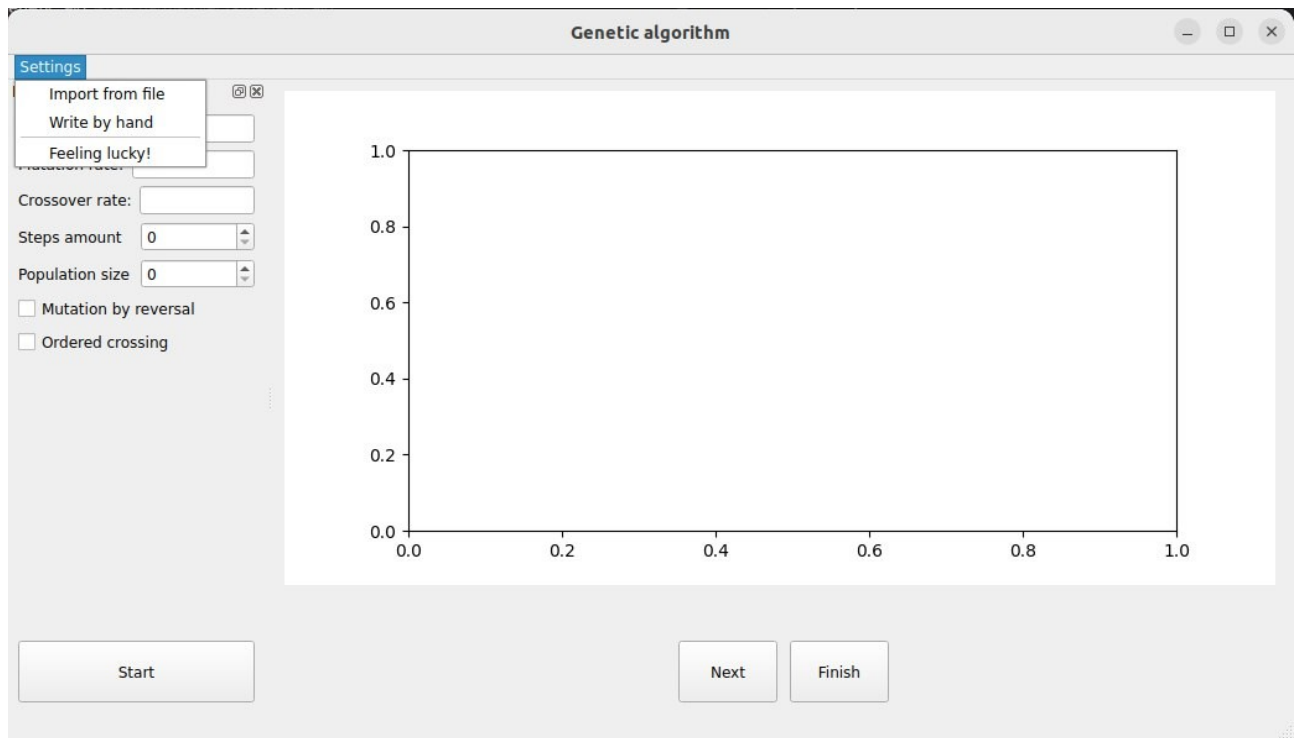 Genetic algorithm
Settings
Import from file
Write by hand
Feeling lucky!
Mutation rate:
Crossover rate:
Steps amount 0
Population size 0
Mutation by reversal
Ordered crossing
1.0
0.8
0.6
0.4
0.2
0.0
0.0 0.2 0.4 0.6 0.8 1.0
Start Next Finish